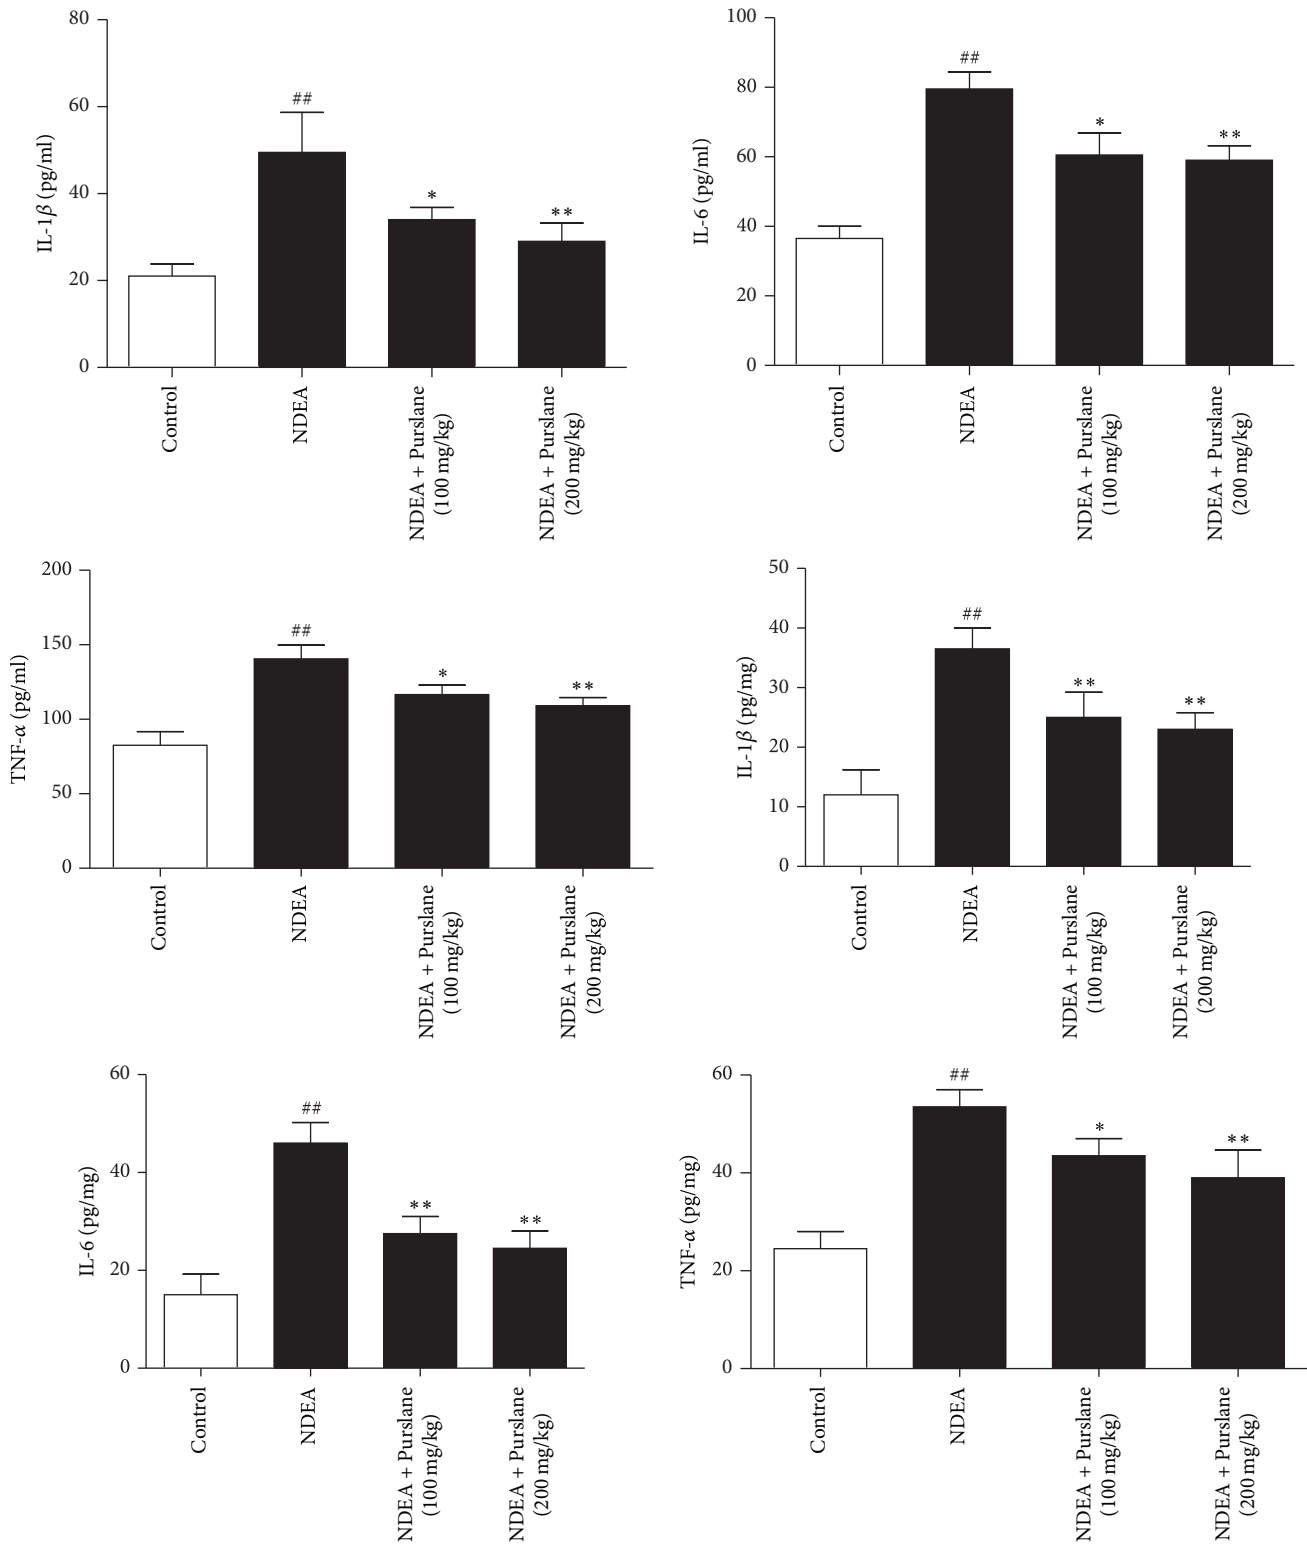 80
60
40
20
0
IL-1β (pg/ml)
##
*
**
Control
NDEA
NDEA + Purslane
(100 mg/kg)
NDEA + Purslane
(200 mg/kg)
100
80
60
40
20
0
IL-6 (pg/ml)
##
*
**
Control
NDEA
NDEA + Purslane
(100 mg/kg)
NDEA + Purslane
(200 mg/kg)
200
150
100
50
0
TNF-α (pg/ml)
##
*
**
Control
NDEA
NDEA + Purslane
(100 mg/kg)
NDEA + Purslane
(200 mg/kg)
50
40
30
20
10
0
IL-1β (pg/mg)
##
**
**
Control
NDEA
NDEA + Purslane
(100 mg/kg)
NDEA + Purslane
(200 mg/kg)
60
40
20
0
IL-6 (pg/mg)
##
**
**
Control
NDEA
NDEA + Purslane
(100 mg/kg)
NDEA + Purslane
(200 mg/kg)
60
40
20
0
TNF-α (pg/mg)
##
*
**
Control
NDEA
NDEA + Purslane
(100 mg/kg)
NDEA + Purslane
(200 mg/kg)